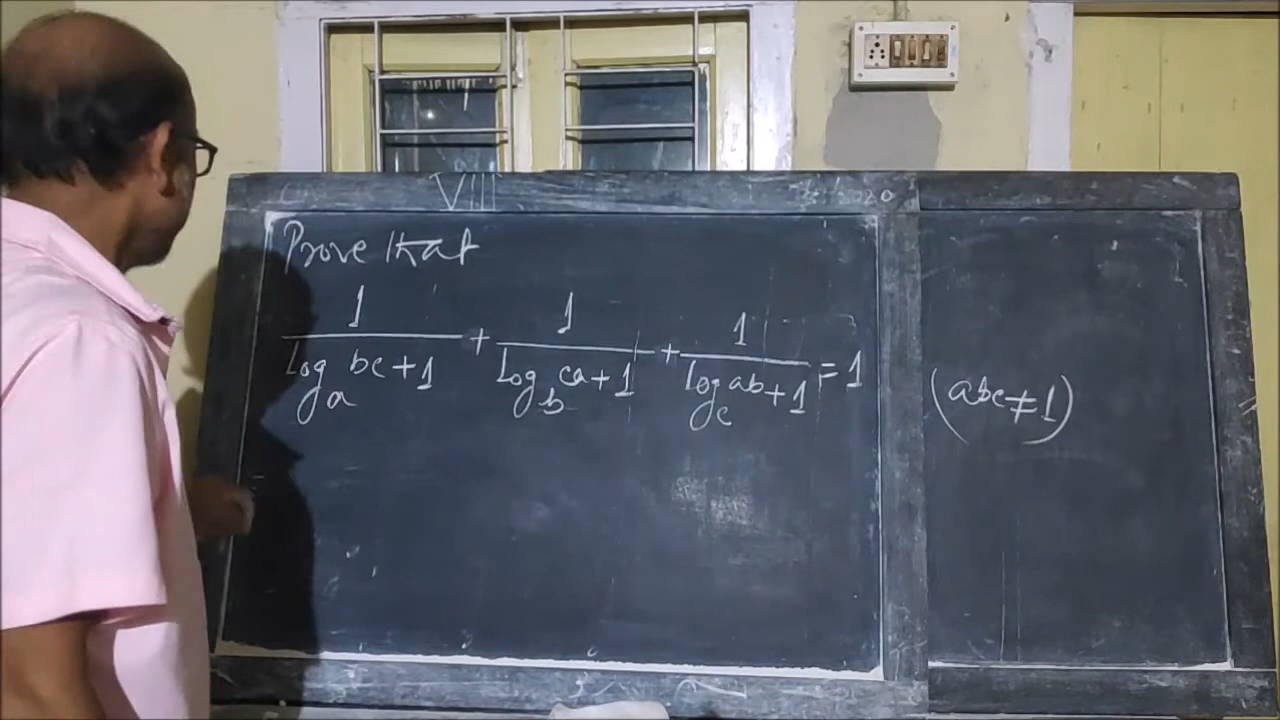 VIII
Prove that
1/(log_a bc+1) + 1/(log_b ca+1) + 1/(log_c ab+1) = 1 (abc≠1)